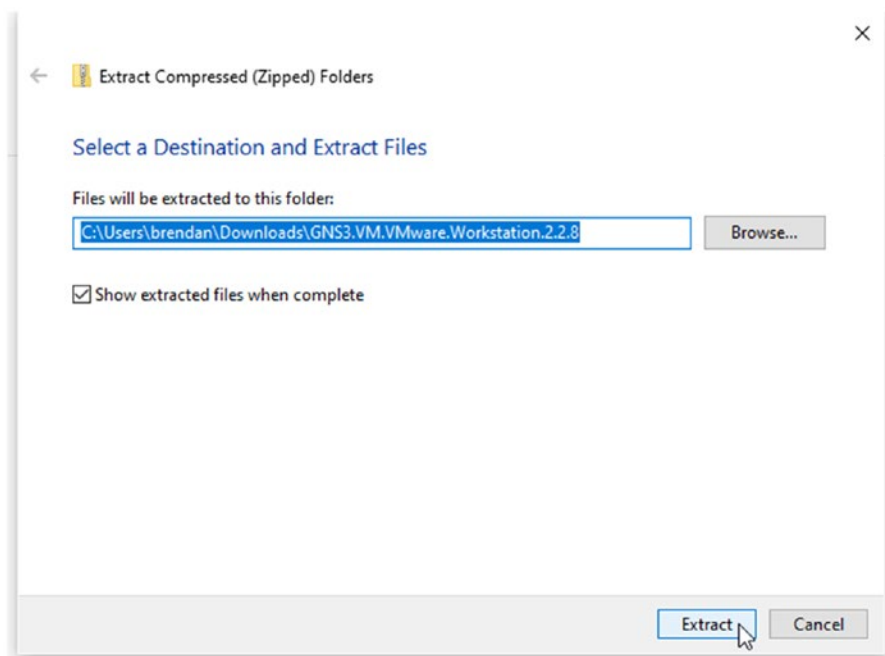 Extract Compressed (Zipped) Folders
Select a Destination and Extract Files
Files will be extracted to this folder:
C:\Users\brendan\Downloads\GNS3.VM.VMware.Workstation.2.2.8
Browse...
Show extracted files when complete
Extract
Cancel